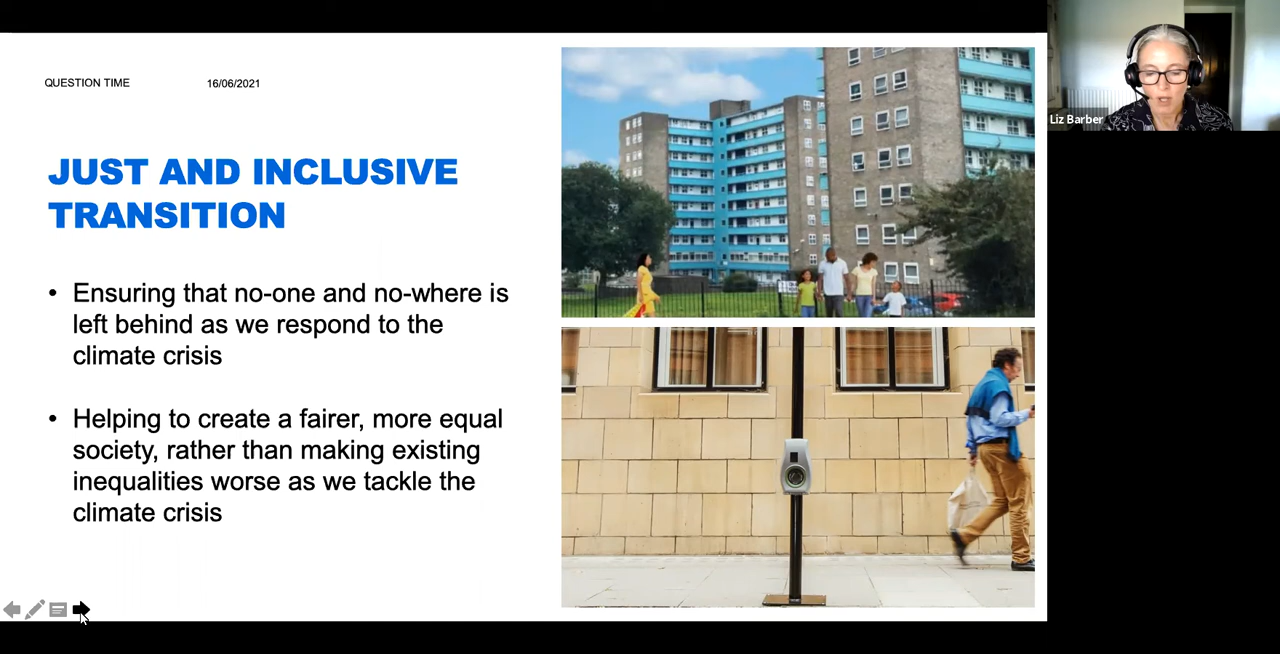 QUESTION TIME 16/06/2021
JUST AND INCLUSIVE
TRANSITION
• Ensuring that no-one and no-where is
left behind as we respond to the
climate crisis
• Helping to create a fairer, more equal
society, rather than making existing
inequalities worse as we tackle the
climate crisis
Liz Barber